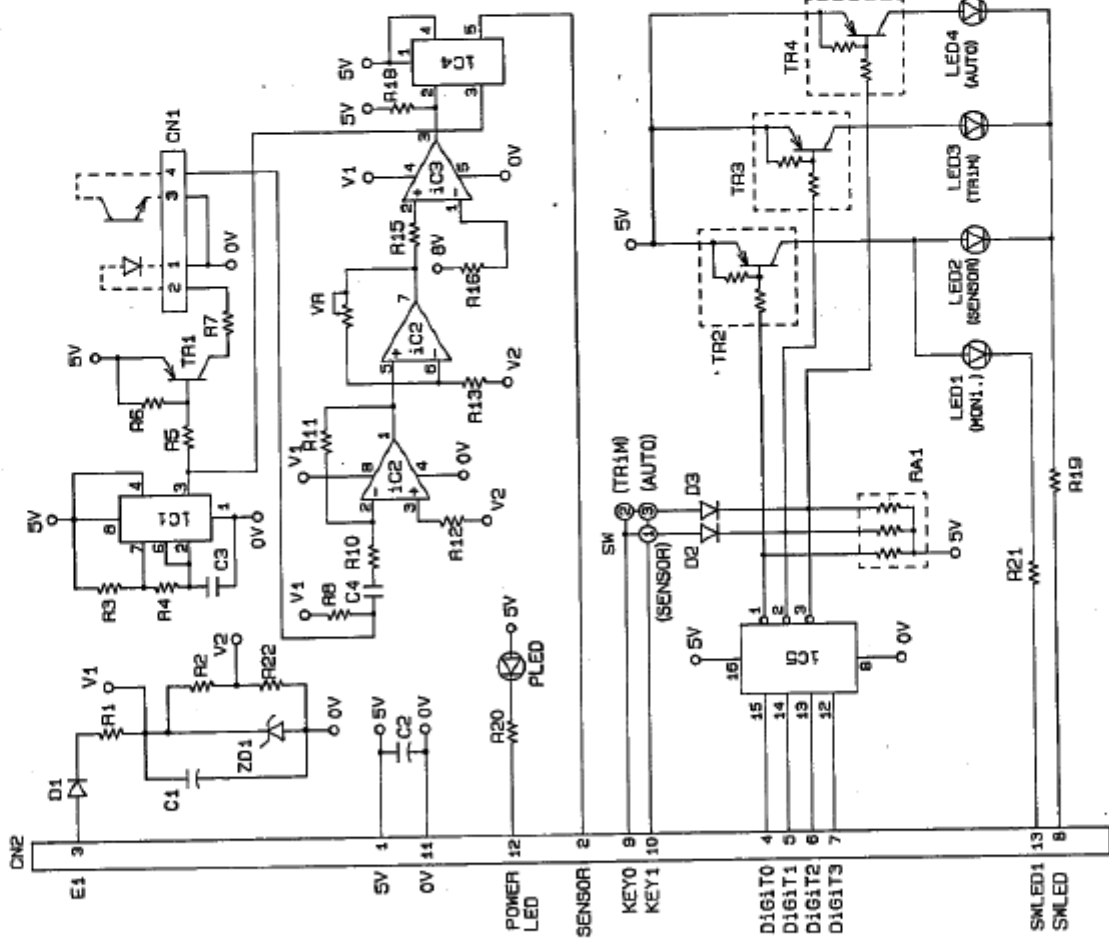 CN2
3
E1
1
5V
11
0V
12
POWER
LED
2
SENSOR
9
KEY0
10
KEY1
4
DiGiT0
5
DiGiT1
6
DiGiT2
7
DiGiT3
13
SWLED1
8
SWLED
D1
R1
V1
C1
ZD1
R2
V2
R22
0V
5V
C2
0V
R20
PLED
5V
5V
R3
R4
C3
8
4
7
6
2
3
1
iC1
0V
R5
R6
5V
TR1
R7
CN1
2
1
3
4
0V
V1
R8
C4
R10
R11
V1
2
3
8
4
1
iC2
0V
R12
V2
5
6
7
iC2
VR
R13
V2
R15
8V
R16
V1
2
1
4
5
3
iC3
0V
5V
R18
5V
2
3
1
4
5
iC4
SW
2
(TRiM)
1
3
(AUTO)
(SENSOR)
D2
D3
RA1
5V
5V
16
15
14
13
12
1
2
3
8
iC5
0V
5V
TR2
TR3
TR4
LED1
(MONi.)
LED2
(SENSOR)
LED3
(TRiM)
LED4
(AUTO)
R21
R19